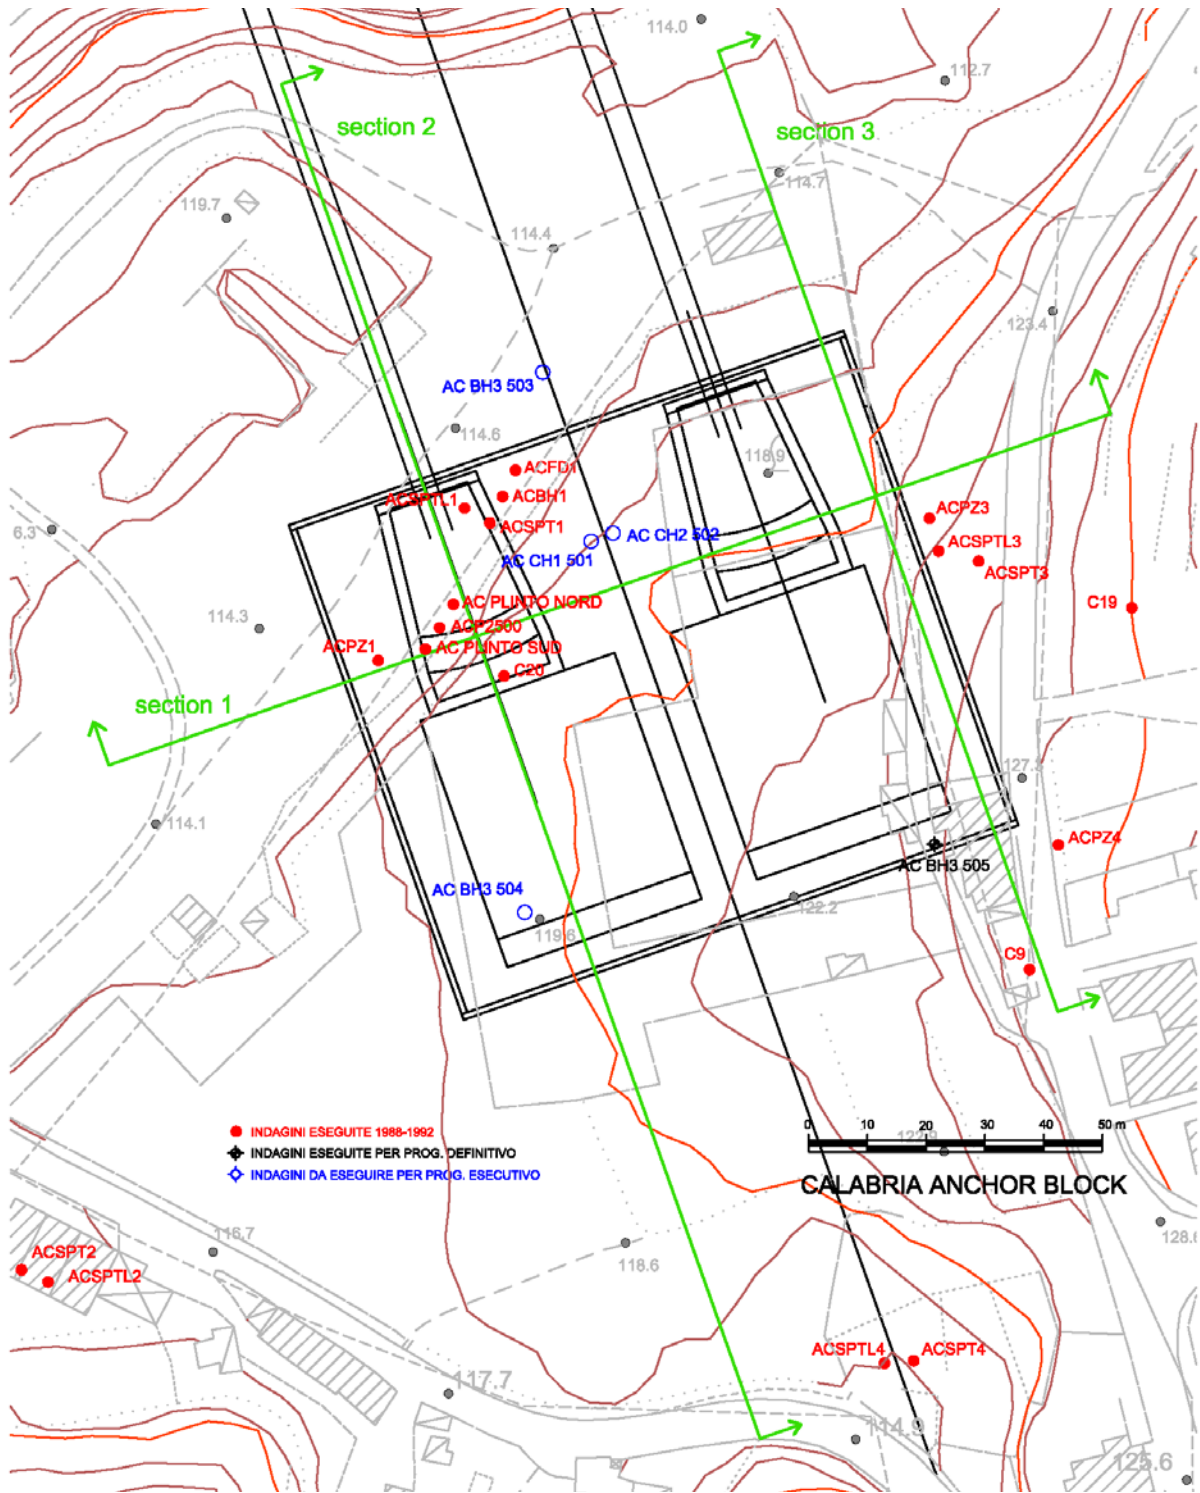 114.0
112.7
section 2
section 3
114.7
119.7
114.4
123.4
AC BH3 503
114.6
118.9
ACFD1
ACBH1
ACSPTL1
ACSPT1
ACPZ3
6.3
AC CH2 502
AC CH1 501
ACSPTL3
ACSPT3
AC PLINTO NORD
C19
114.3
ACP2500
ACPZ1
AC PLINTO SUD
C20
section 1
127.3
114.1
ACPZ4
AC BH3 505
AC BH3 504
122.2
119.6
C9
0 10 20 30 40 50 m
INDAGINI ESEGUITE 1988-1992
122.9
INDAGINI ESEGUITE PER PROG. DEFINITIVO
INDAGINI DA ESEGUIRE PER PROG. ESECUTIVO
CALABRIA ANCHOR BLOCK
128.6
ACSPT2
116.7
118.6
ACSPTL2
ACSPTL4
ACSPT4
117.7
114.9
125.6